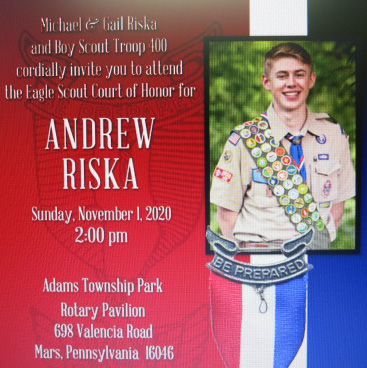 Michael & Gail Riska
and Boy Scout Troop 400
cordially invite you to attend
the Eagle Scout Court of Honor for
ANDREW
RISKA
Sunday, November 1, 2020
2:00 pm
BE PREPARED
Adams Township Park
Rotary Pavilion
698 Valencia Road
Mars, Pennsylvania 16046